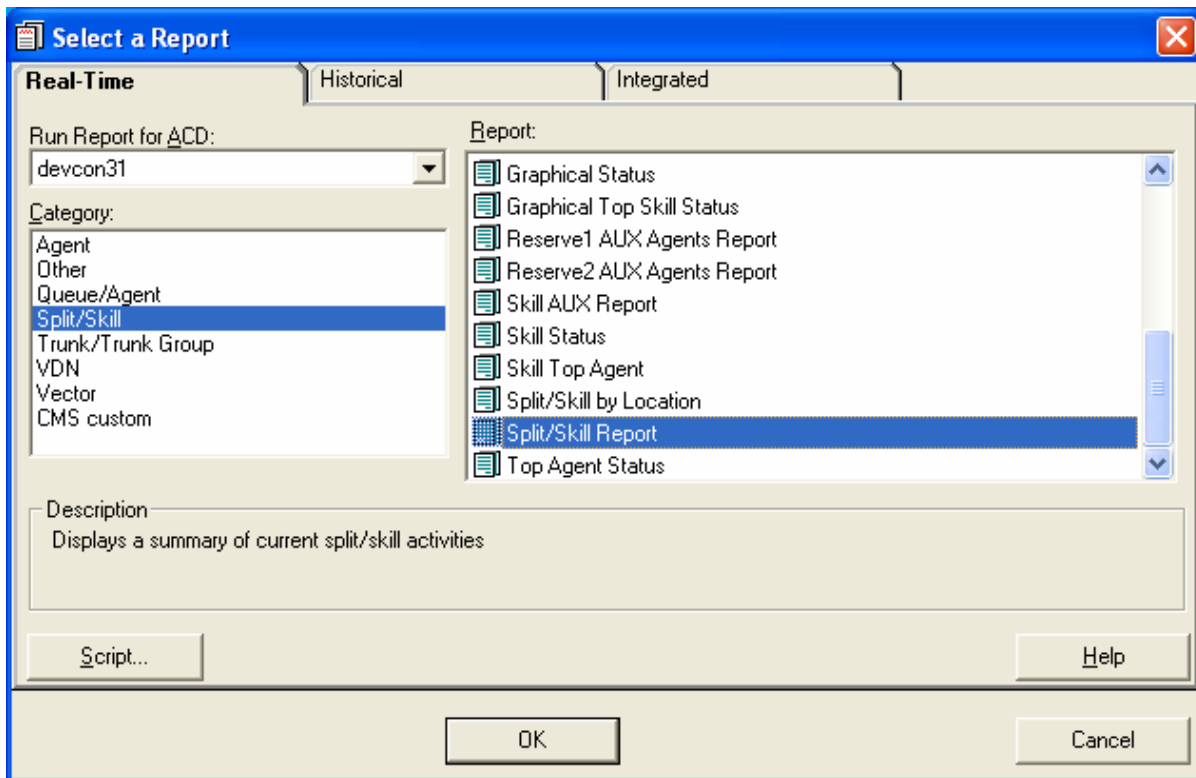 Select a Report
Real-Time
Historical
Integrated
Run Report for ACD:
devcon31
Category:
Agent
Other
Queue/Agent
Split/Skill
Trunk/Trunk Group
VDN
Vector
CMS custom
Report:
Graphical Status
Graphical Top Skill Status
Reserve1 AUX Agents Report
Reserve2 AUX Agents Report
Skill AUX Report
Skill Status
Skill Top Agent
Split/Skill by Location
Split/Skill Report
Top Agent Status
Description
Displays a summary of current split/skill activities
Script...
Help
OK
Cancel